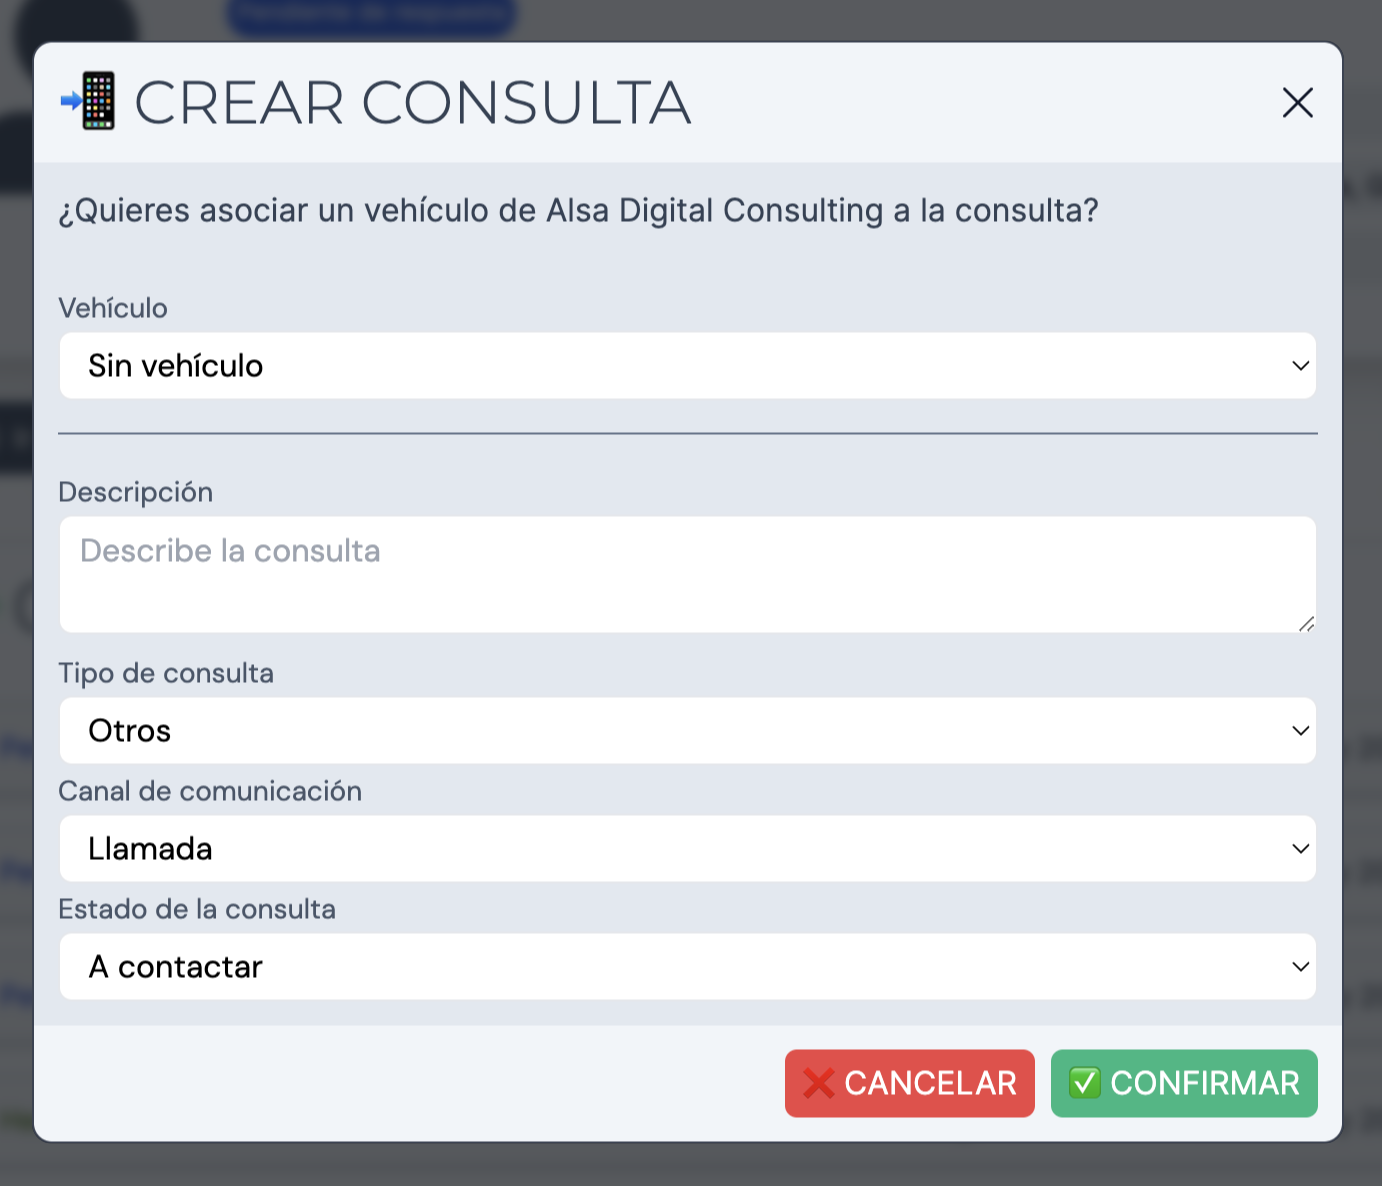 CREAR CONSULTA
¿Quieres asociar un vehículo de Alsa Digital Consulting a la consulta?
Vehículo
Sin vehículo
Descripción
Describe la consulta
Tipo de consulta
Otros
Canal de comunicación
Llamada
Estado de la consulta
A contactar
CANCELAR
CONFIRMAR